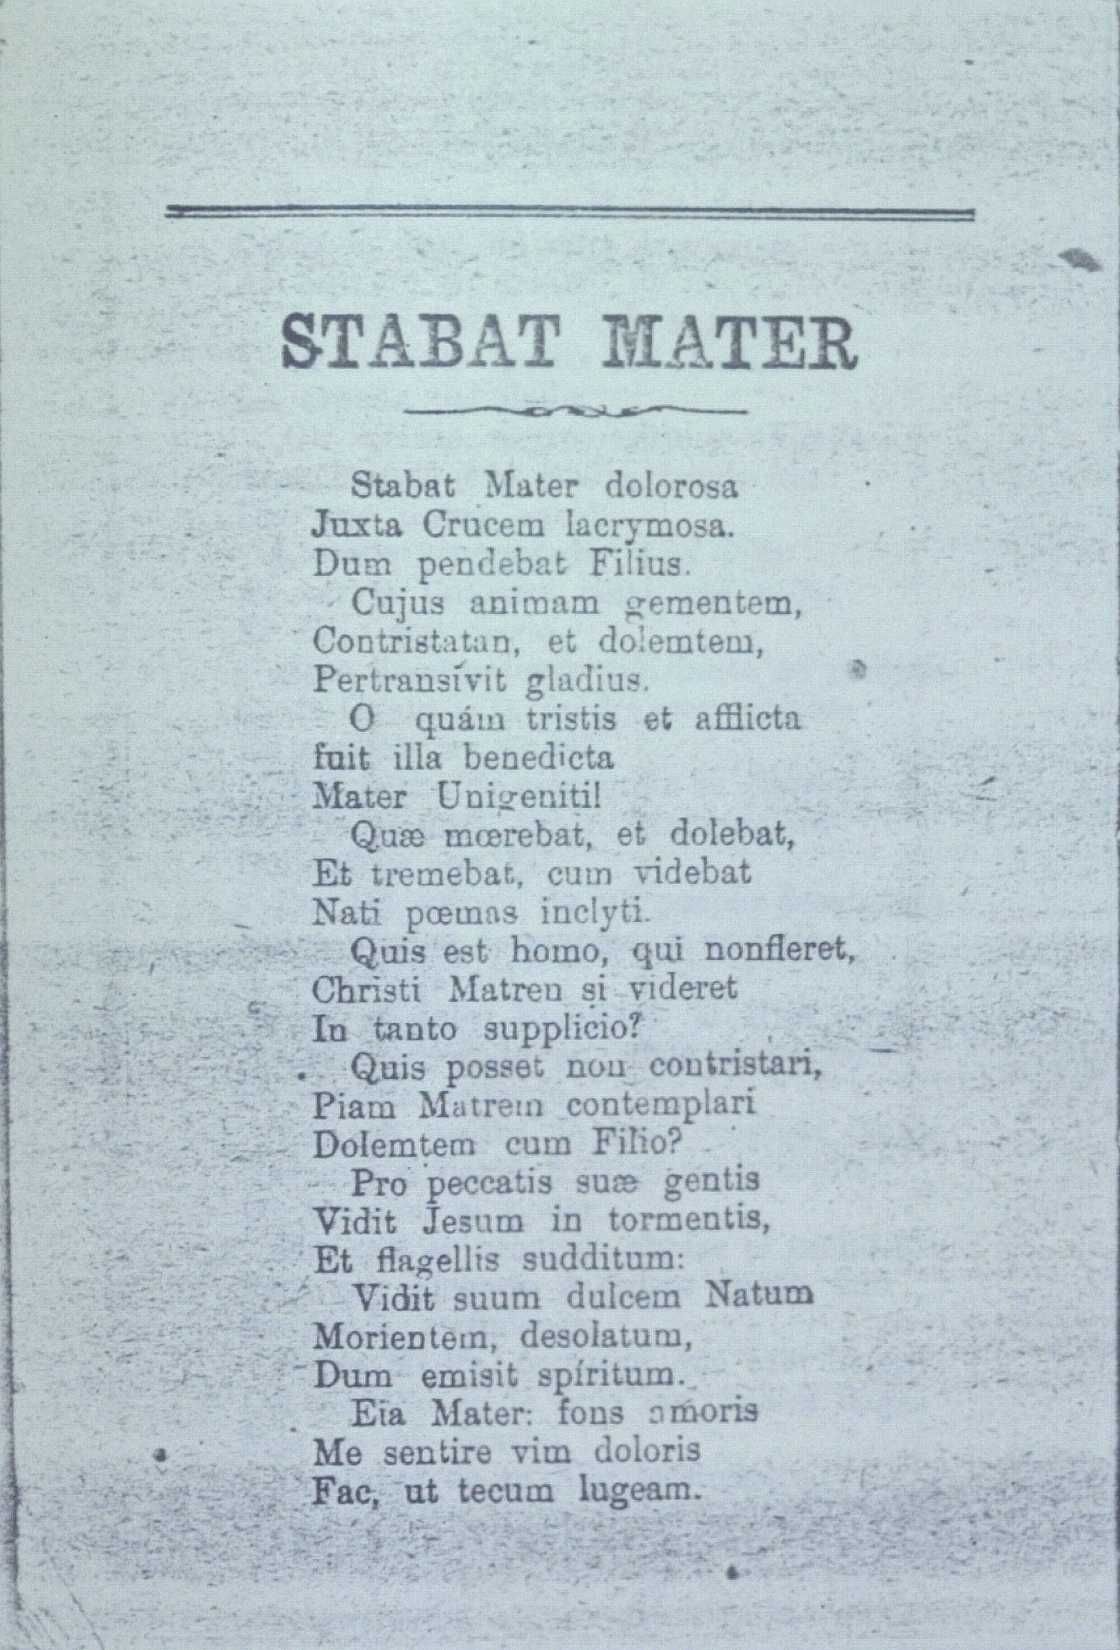 STABAT MATER
Stabat Mater dolorosa
Juxta Crucem lacrymosa.
Dum pendebat Filius.
Cujus animam gementem,
Contristatan, et dolemtem,
Pertransívit gladius.
O quám tristis et afflicta
fuit illa benedicta
Mater Unigeniti!
Quæ mœrebat, et dolebat,
Et tremebat, cum videbat
Nati pœmas inclyti.
Quis est homo, qui nonfleret,
Christi Matren si videret
In tanto supplicio?
Quis posset non contristari,
Piam Matrem contemplari
Dolemtem cum Filio?
Pro peccatis suæ gentis
Vidit Jesum in tormentis,
Et flagellis sudditum:
Vidit suum dulcem Natum
Morientem, desolatum,
Dum emisit spíritum.
Eia Mater: fons amoris
Me sentire vim doloris
Fac, ut tecum lugeam.